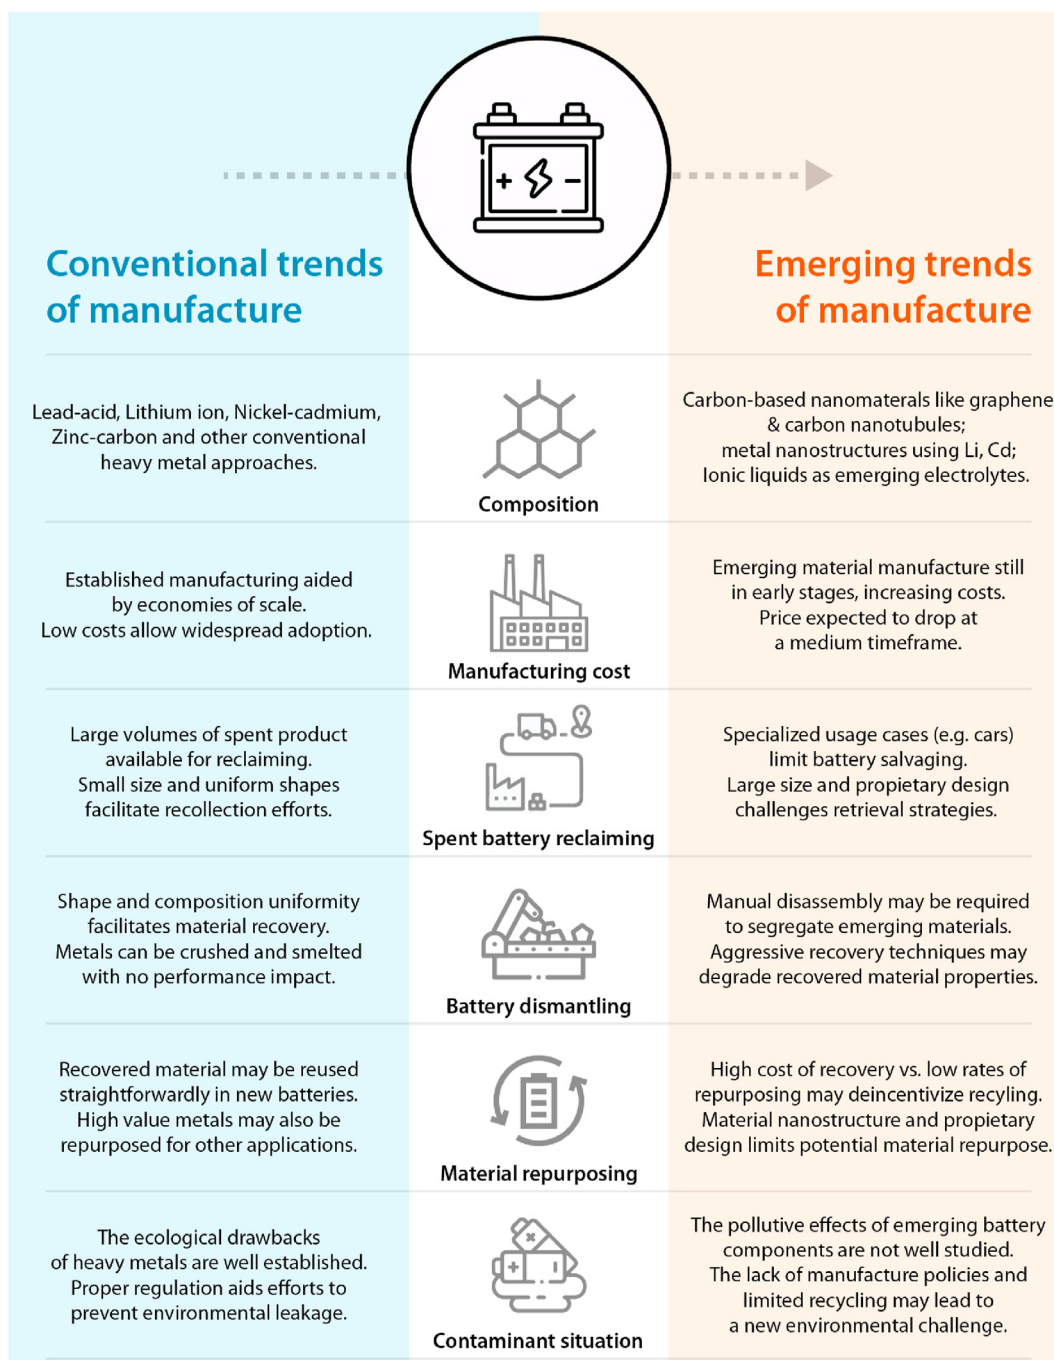 Conventional trends
of manufacture
Emerging trends
of manufacture
+ −
Lead-acid, Lithium ion, Nickel-cadmium,
Zinc-carbon and other conventional
heavy metal approaches.
Composition
Carbon-based nanomaterals like graphene
& carbon nanotubules;
metal nanostructures using Li, Cd;
Ionic liquids as emerging electrolytes.
Established manufacturing aided
by economies of scale.
Low costs allow widespread adoption.
Manufacturing cost
Emerging material manufacture still
in early stages, increasing costs.
Price expected to drop at
a medium timeframe.
Large volumes of spent product
available for reclaiming.
Small size and uniform shapes
facilitate recollection efforts.
Spent battery reclaiming
Specialized usage cases (e.g. cars)
limit battery salvaging.
Large size and propietary design
challenges retrieval strategies.
Shape and composition uniformity
facilitates material recovery.
Metals can be crushed and smelted
with no performance impact.
Battery dismantling
Manual disassembly may be required
to segregate emerging materials.
Aggressive recovery techniques may
degrade recovered material properties.
Recovered material may be reused
straightforwardly in new batteries.
High value metals may also be
repurposed for other applications.
Material repurposing
High cost of recovery vs. low rates of
repurposing may deincentivize recyling.
Material nanostructure and propietary
design limits potential material repurpose.
The ecological drawbacks
of heavy metals are well established.
Proper regulation aids efforts to
prevent environmental leakage.
Contaminant situation
The pollutive effects of emerging battery
components are not well studied.
The lack of manufacture policies and
limited recycling may lead to
a new environmental challenge.